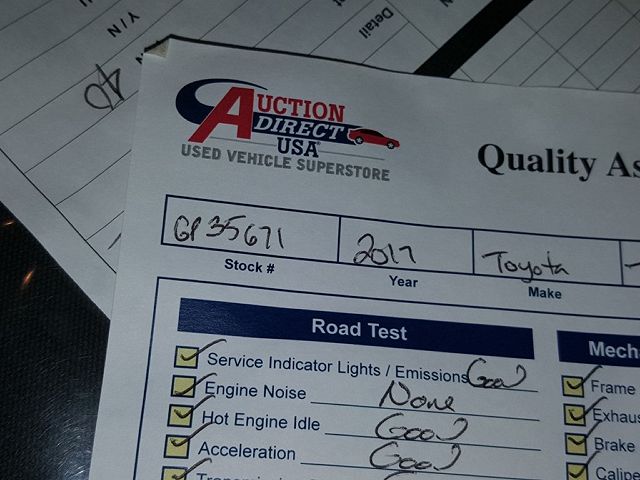 Y/N
Y/N
Detail
AUCTION
DIRECT
USA
USED VEHICLE SUPERSTORE
Quality As
GP35671
2017
Toyota
Stock #
Year
Make
Road Test
Service Indicator Lights / Emissions Good
Engine Noise None
Hot Engine Idle Good
Acceleration Good
Mech
Frame
Exhaus
Brake
Calipe